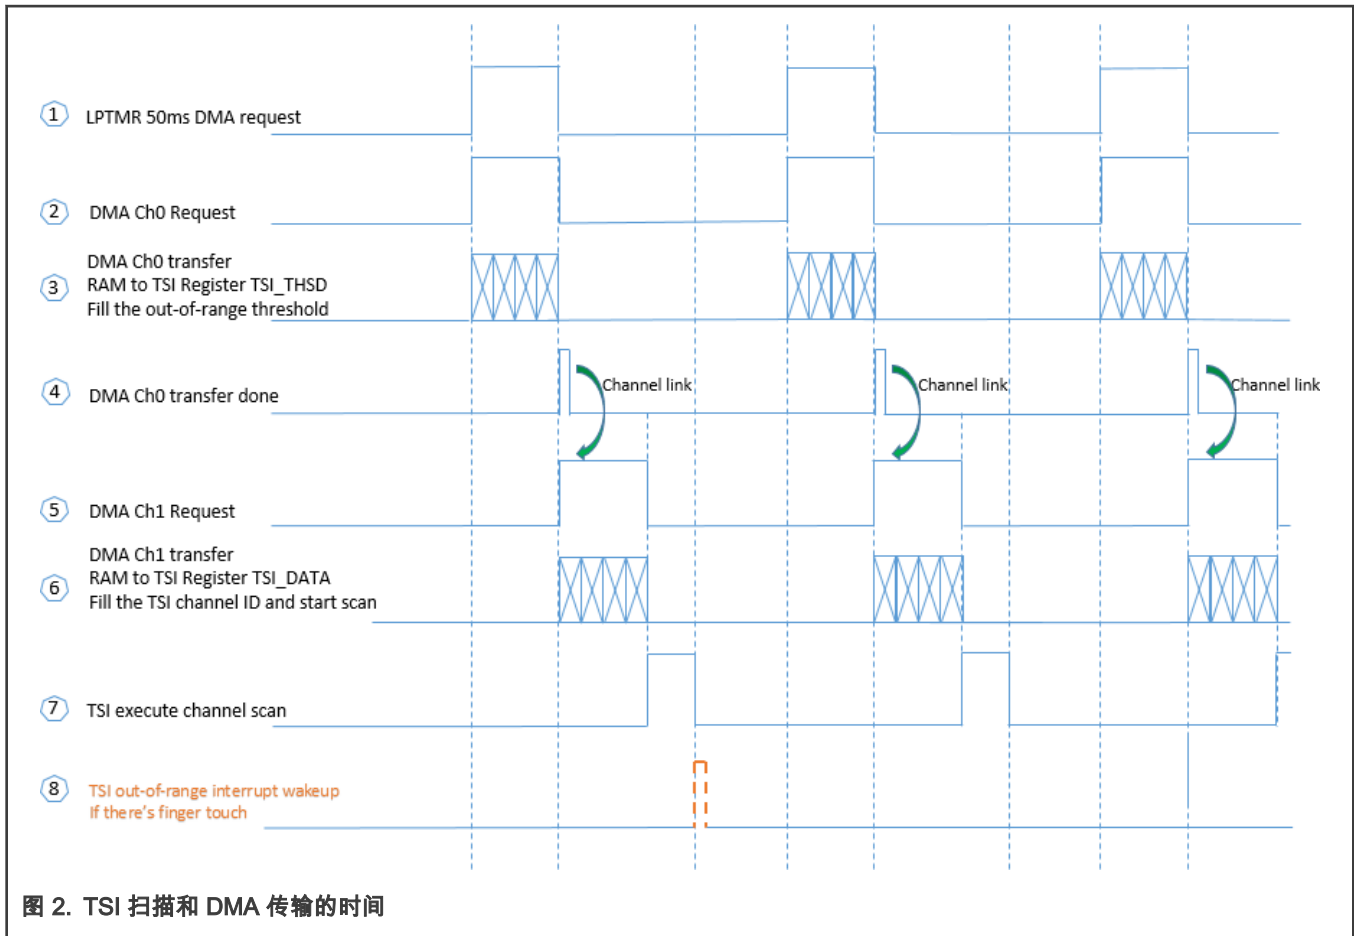 1 LPTMR 50ms DMA request
2 DMA Ch0 Request
DMA Ch0 transfer
3 RAM to TSI Register TSI_THSD
Fill the out-of-range threshold
4 DMA Ch0 transfer done
Channel link
Channel link
Channel link
5 DMA Ch1 Request
DMA Ch1 transfer
6 RAM to TSI Register TSI_DATA
Fill the TSI channel ID and start scan
7 TSI execute channel scan
8 TSI out-of-range interrupt wakeup
If there's finger touch
图 2. TSI 扫描和 DMA 传输的时间